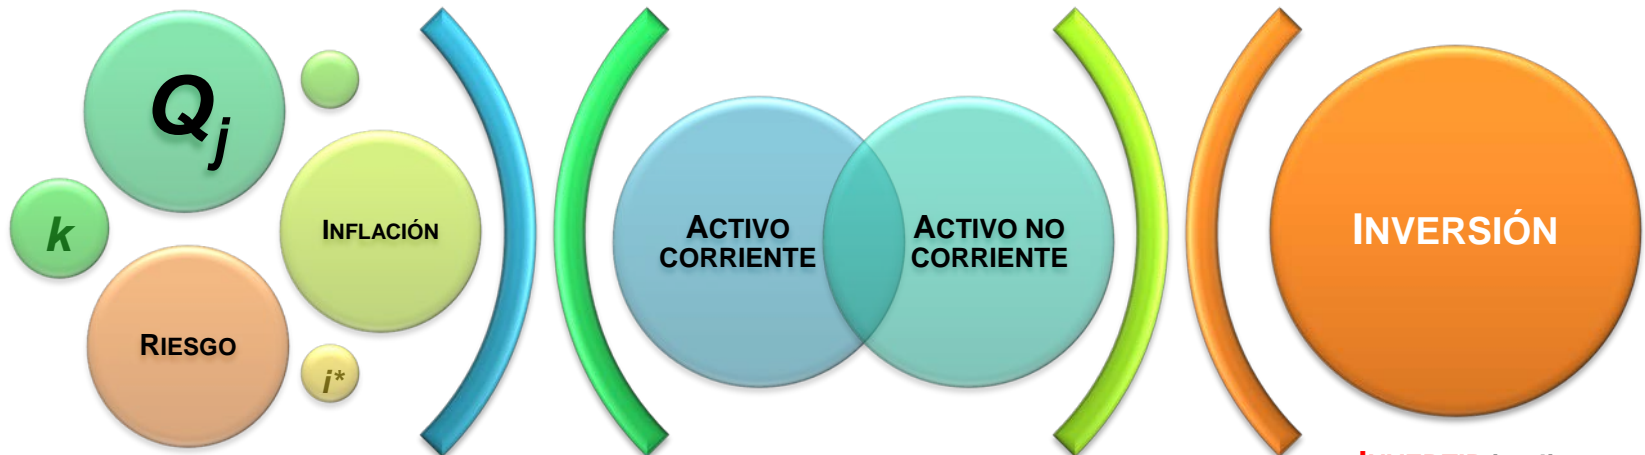 Qj
k
INFLACIÓN
RIESGO
i*
ACTIVO
CORRIENTE
ACTIVO NO
CORRIENTE
INVERSIÓN